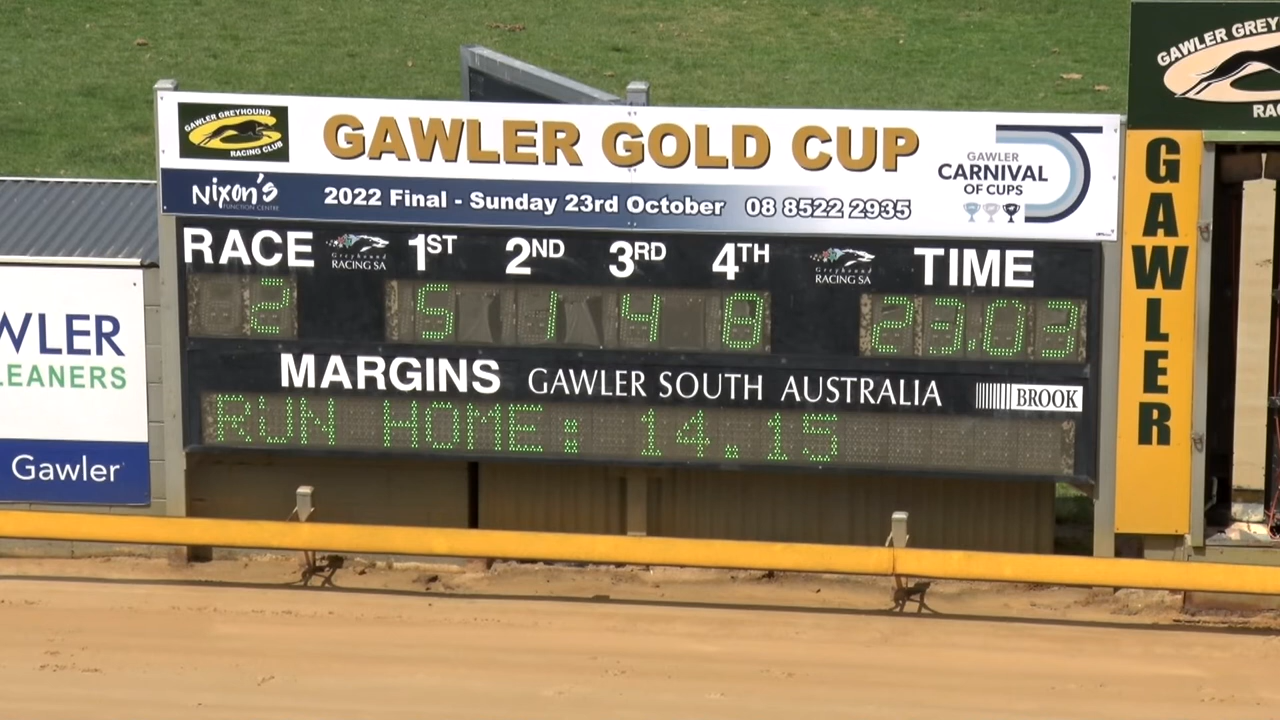 GAWLER GREYHOUND
RACING CLUB
GAWLER GOLD CUP
GAWLER
CARNIVAL
OF CUPS
Nixon's
FUNCTION CENTRE
2022 Final - Sunday 23rd October 08 8522 2935
RACE
Greyhound
RACING SA
1ST 2ND 3RD 4TH
Greyhound
RACING SA
TIME
2 5 1 4 8 23.03
MARGINS GAWLER SOUTH AUSTRALIA BROOK
RUN HOME: 14.15
WLER
LEANERS
Gawler
GAWLER GREY
RAC
GAWLER